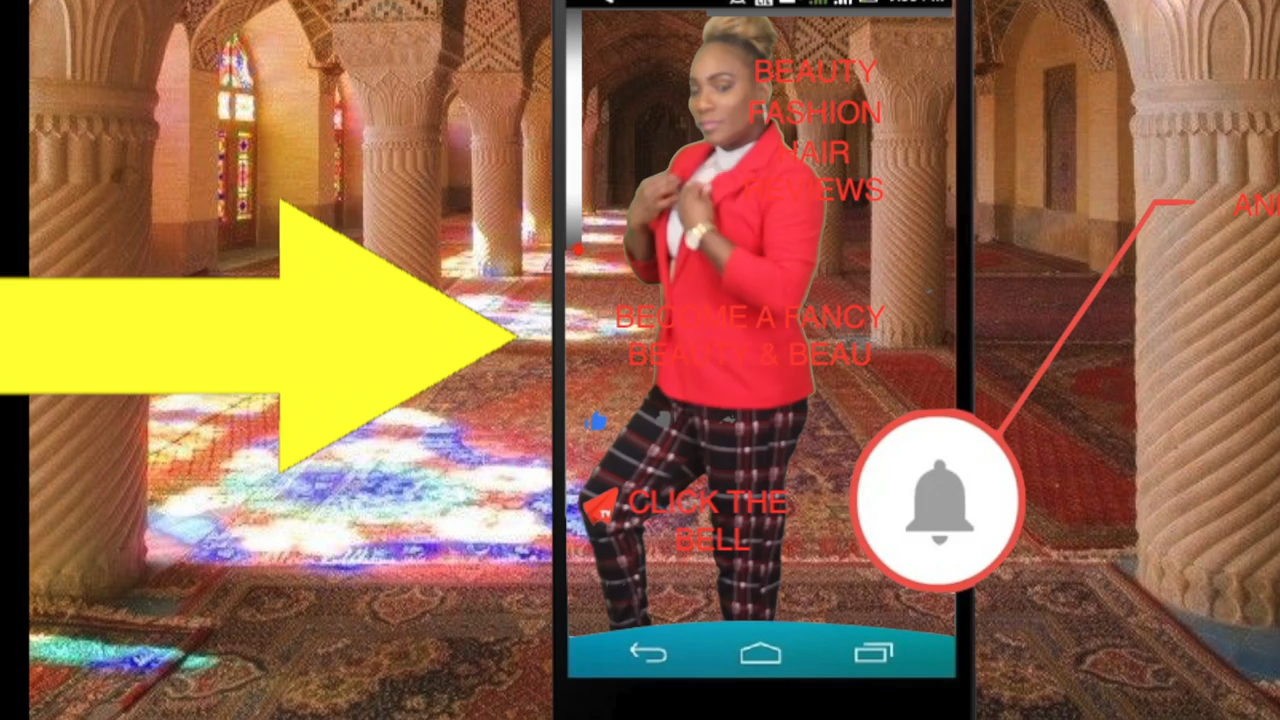 BEAUTY
FASHION
HAIR
REVIEWS
BECOME A FANCY
BEAUTY & BEAU
CLICK THE
BELL